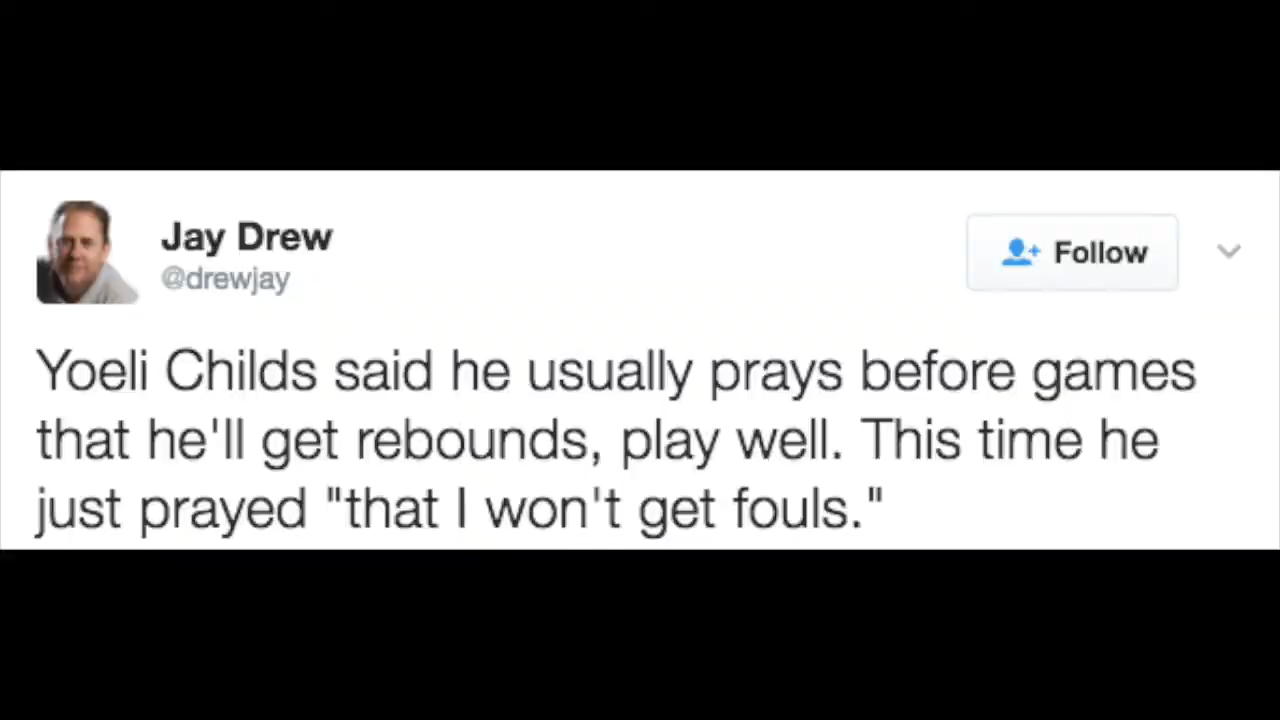 Jay Drew
@drewjay
Follow
Yoeli Childs said he usually prays before games
that he'll get rebounds, play well. This time he
just prayed "that I won't get fouls."